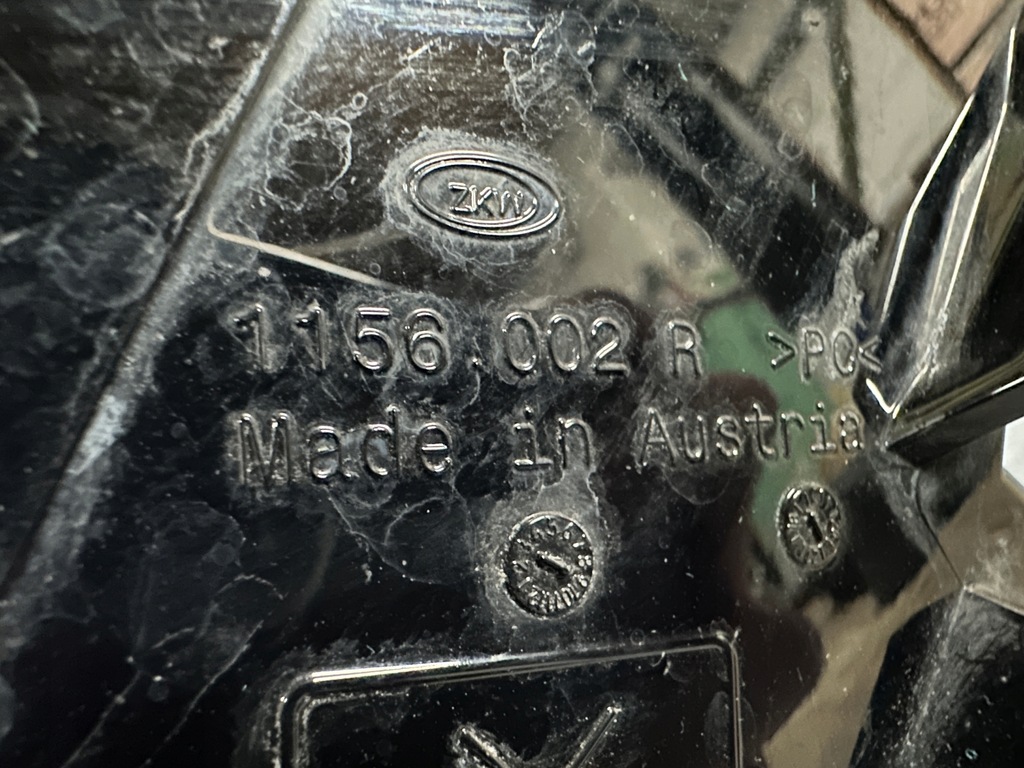 ZKW
1156.002 R >PC<
Made in Austria